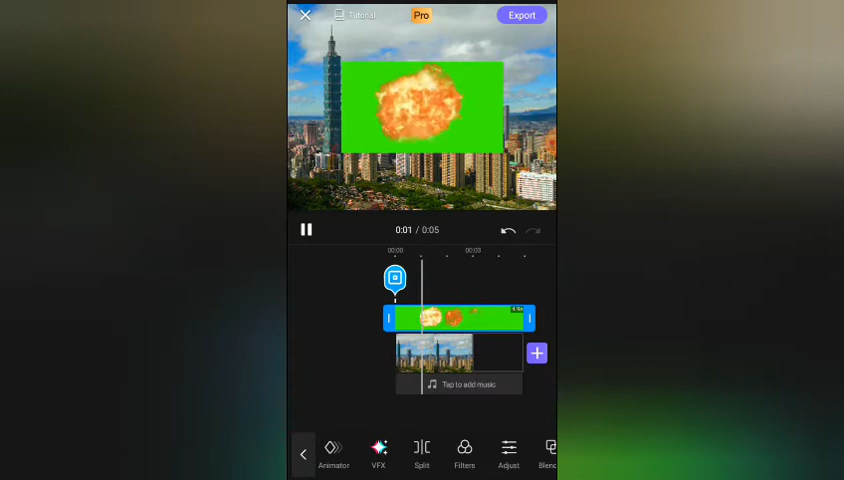 Tutorial
Pro
Export
0:01 / 0:05
00:00
00:03
Tap to add music
Animator
VFX
Split
Filters
Adjust
Blend